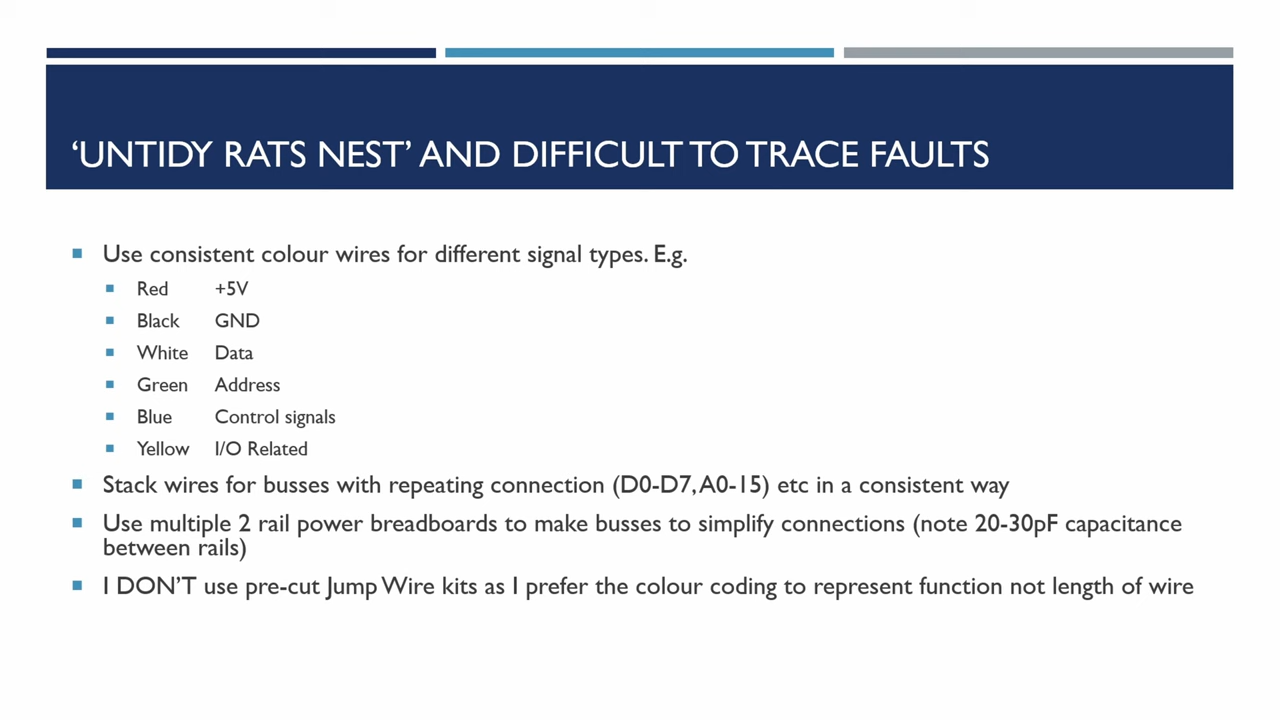 ‘UNTIDY RATS NEST’ AND DIFFICULT TO TRACE FAULTS
Use consistent colour wires for different signal types. E.g.
Red +5V
Black GND
White Data
Green Address
Blue Control signals
Yellow I/O Related
Stack wires for busses with repeating connection (D0-D7, A0-15) etc in a consistent way
Use multiple 2 rail power breadboards to make busses to simplify connections (note 20-30pF capacitance
between rails)
I DON’T use pre-cut Jump Wire kits as I prefer the colour coding to represent function not length of wire